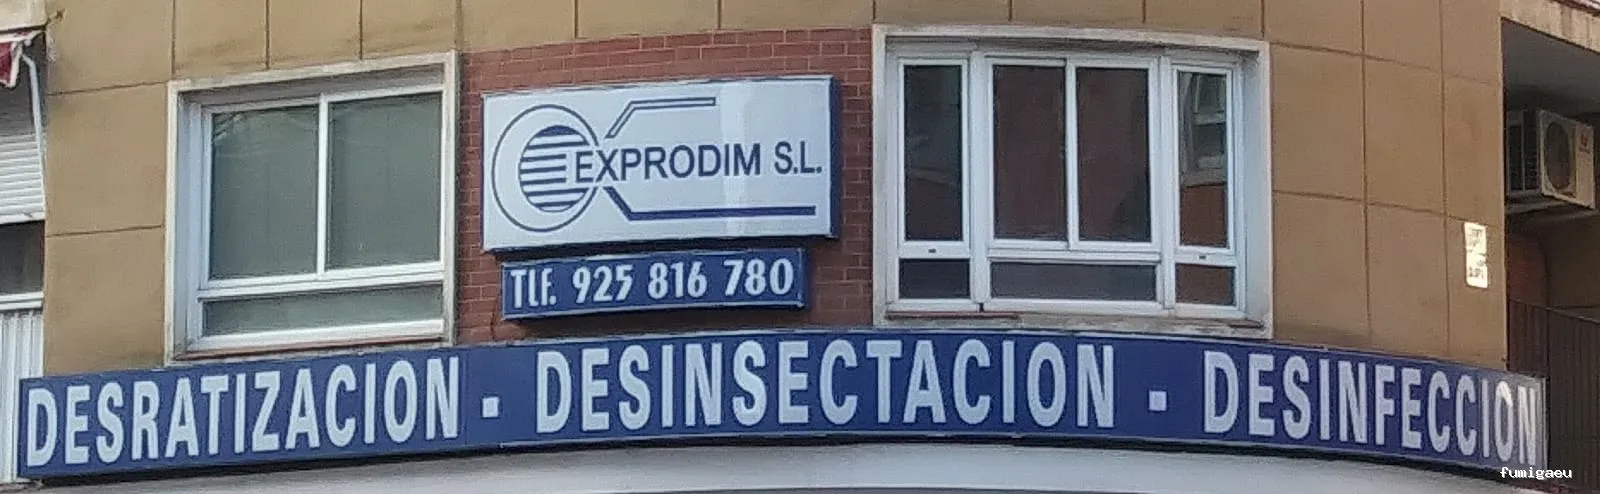 EXPRODIM S.L.
TLF. 925 816 780
DESRATIZACION - DESINSECTACION - DESINFECCION
fumigaeu